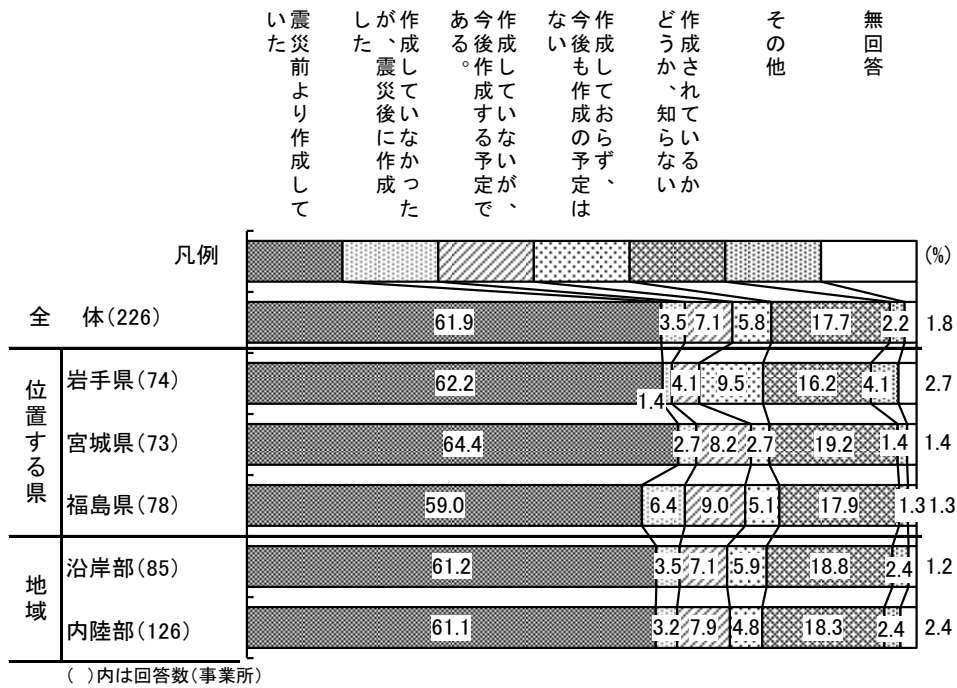 震災前より作成して
いた
作成していなかった
が、震災後に作成
した
作成していないが、
今後作成する予定で
ある。
作成しておらず、
今後も作成の予定は
ない
作成されているか
どうか、知らない
その他
無回答
凡例
(%)
全　体(226)
61.9 3.5 7.1 5.8 17.7 2.2 1.8
位置する県
岩手県(74)
62.2 1.4 4.1 9.5 16.2 4.1 2.7
宮城県(73)
64.4 2.7 8.2 2.7 19.2 1.4 1.4
福島県(78)
59.0 6.4 9.0 5.1 17.9 1.3 1.3
地域
沿岸部(85)
61.2 3.5 7.1 5.9 18.8 2.4 1.2
内陸部(126)
61.1 3.2 7.9 4.8 18.3 2.4 2.4
(　)内は回答数(事業所)